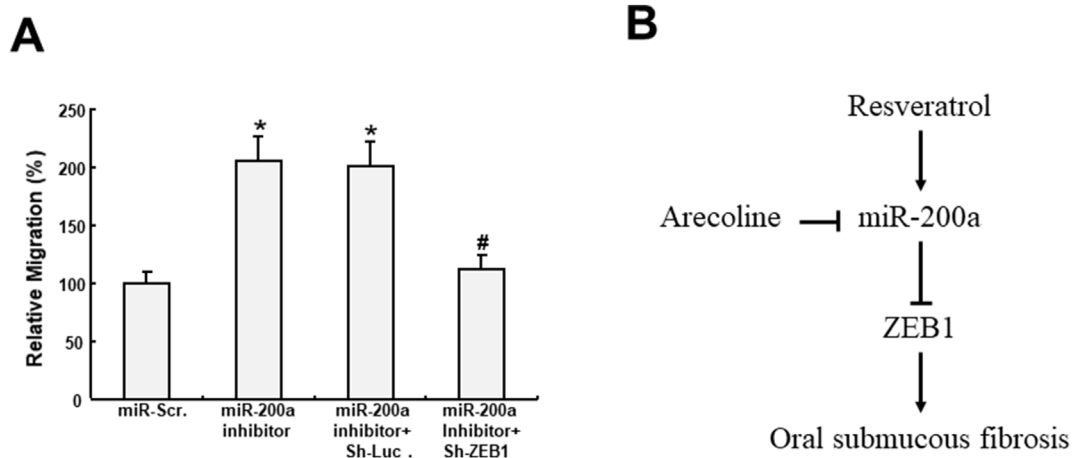 A
B
250
200
150
100
50
0
Relative Migration (%)
*
*
#
miR-Scr.
miR-200a
inhibitor
miR-200a
inhibitor+
Sh-Luc .
miR-200a
Inhibitor+
Sh-ZEB1
Resveratrol
Arecoline
miR-200a
ZEB1
Oral submucous fibrosis